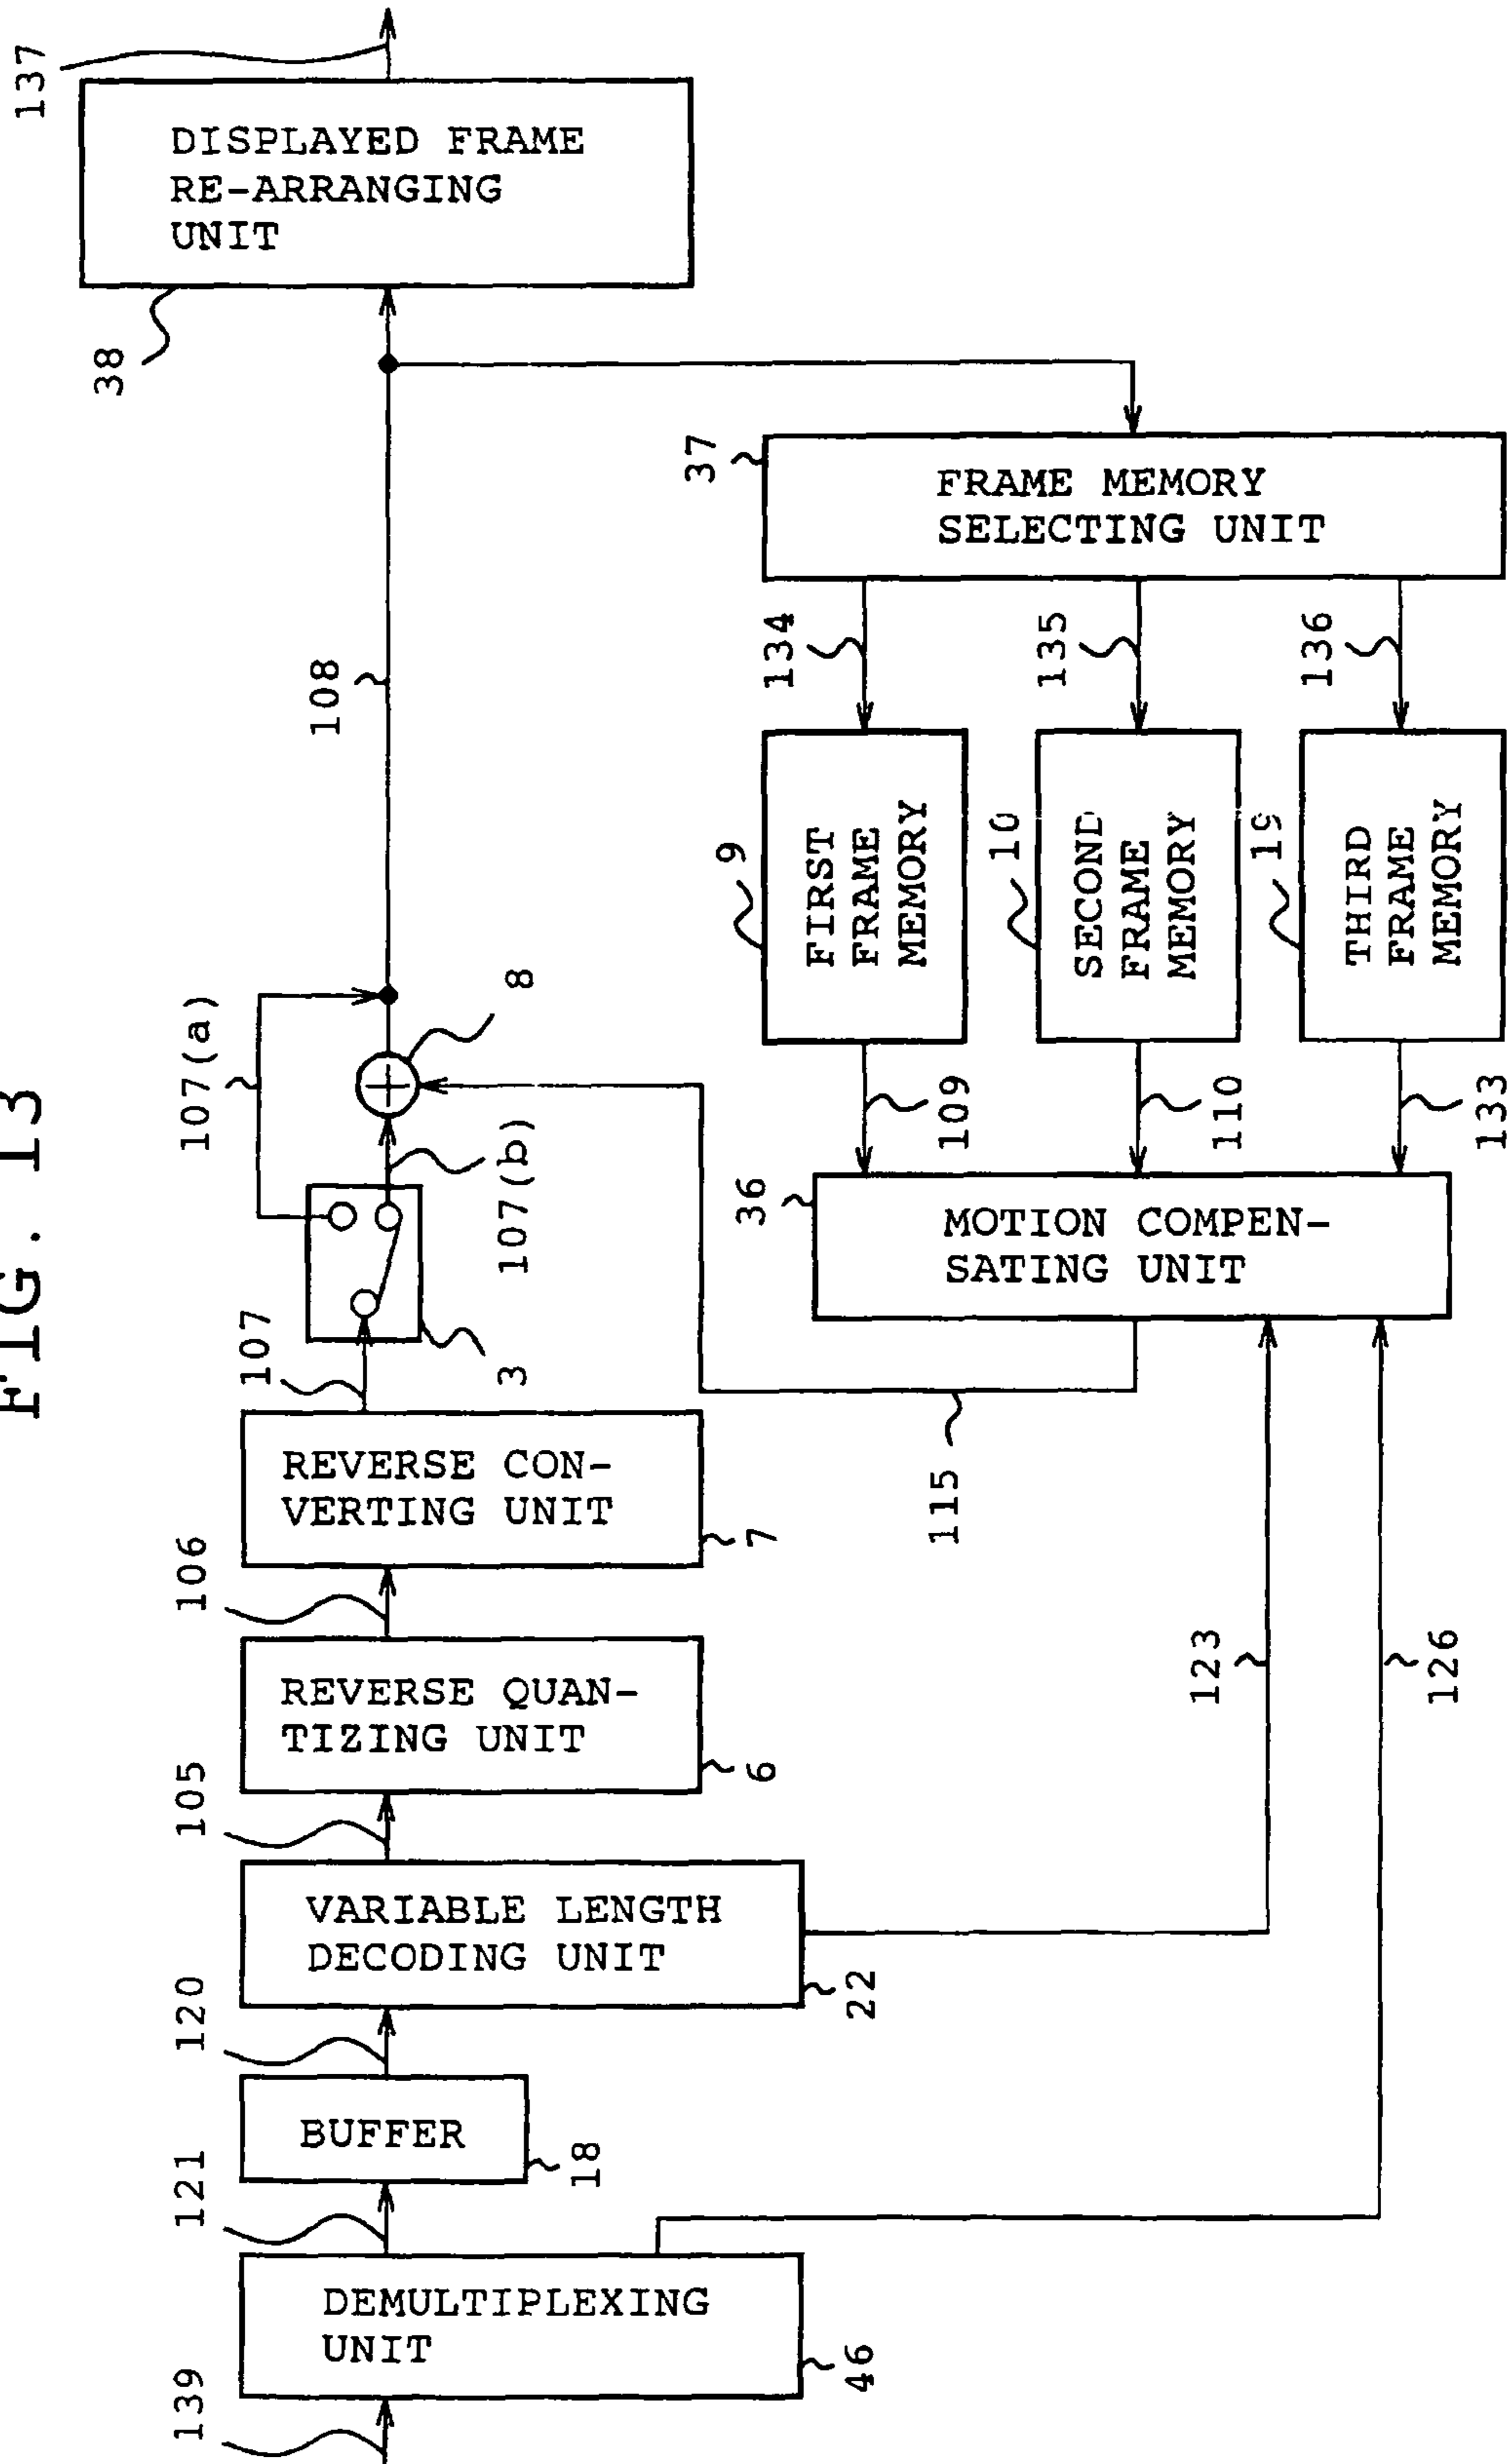 FIG. 13
139
DEMULTIPLEXING
UNIT
46
121
BUFFER
18
120
VARIABLE LENGTH
DECODING UNIT
22
105
REVERSE QUAN-
TIZING UNIT
6
106
REVERSE CON-
VERTING UNIT
7
107
3
107(a)
107(b)
8
108
38
DISPLAYED FRAME
RE-ARRANGING
UNIT
137
37
FRAME MEMORY
SELECTING UNIT
134
135
136
9
FIRST
FRAME
MEMORY
10
SECOND
FRAME
MEMORY
19
THIRD
FRAME
MEMORY
109
110
133
36
MOTION COMPEN-
SATING UNIT
115
123
126